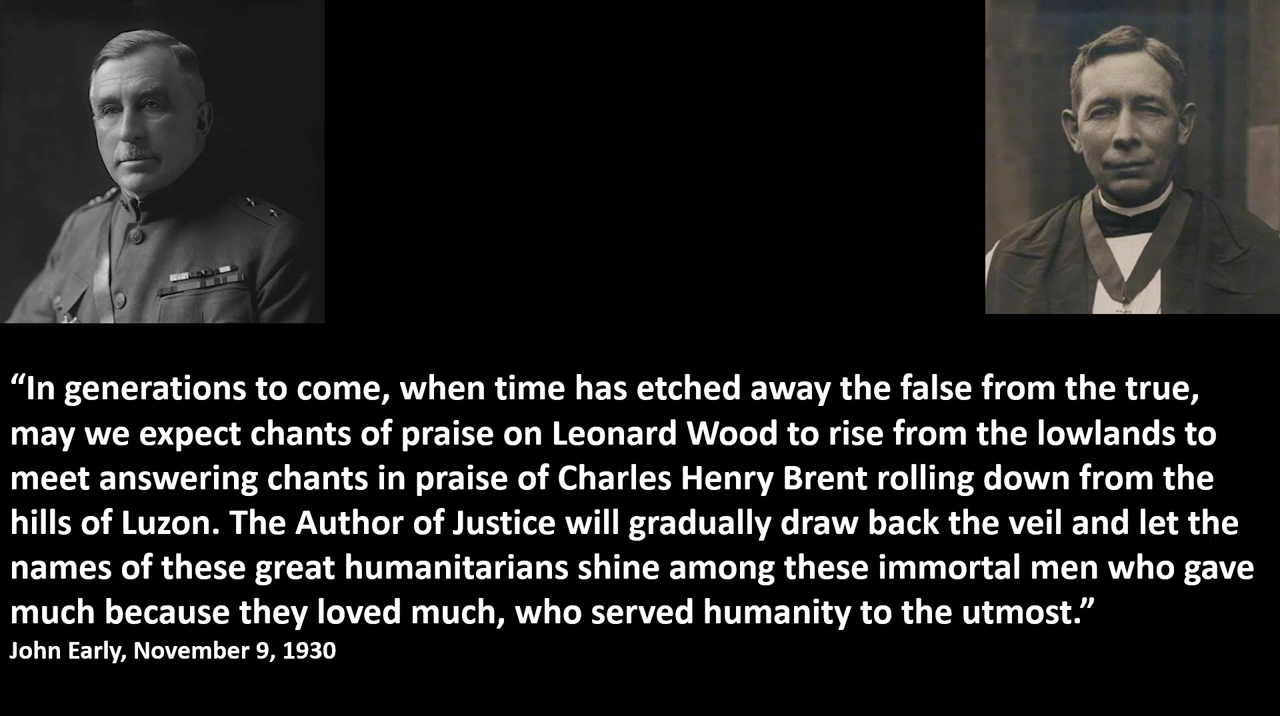 “In generations to come, when time has etched away the false from the true,
may we expect chants of praise on Leonard Wood to rise from the lowlands to
meet answering chants in praise of Charles Henry Brent rolling down from the
hills of Luzon. The Author of Justice will gradually draw back the veil and let the
names of these great humanitarians shine among these immortal men who gave
much because they loved much, who served humanity to the utmost.”
John Early, November 9, 1930